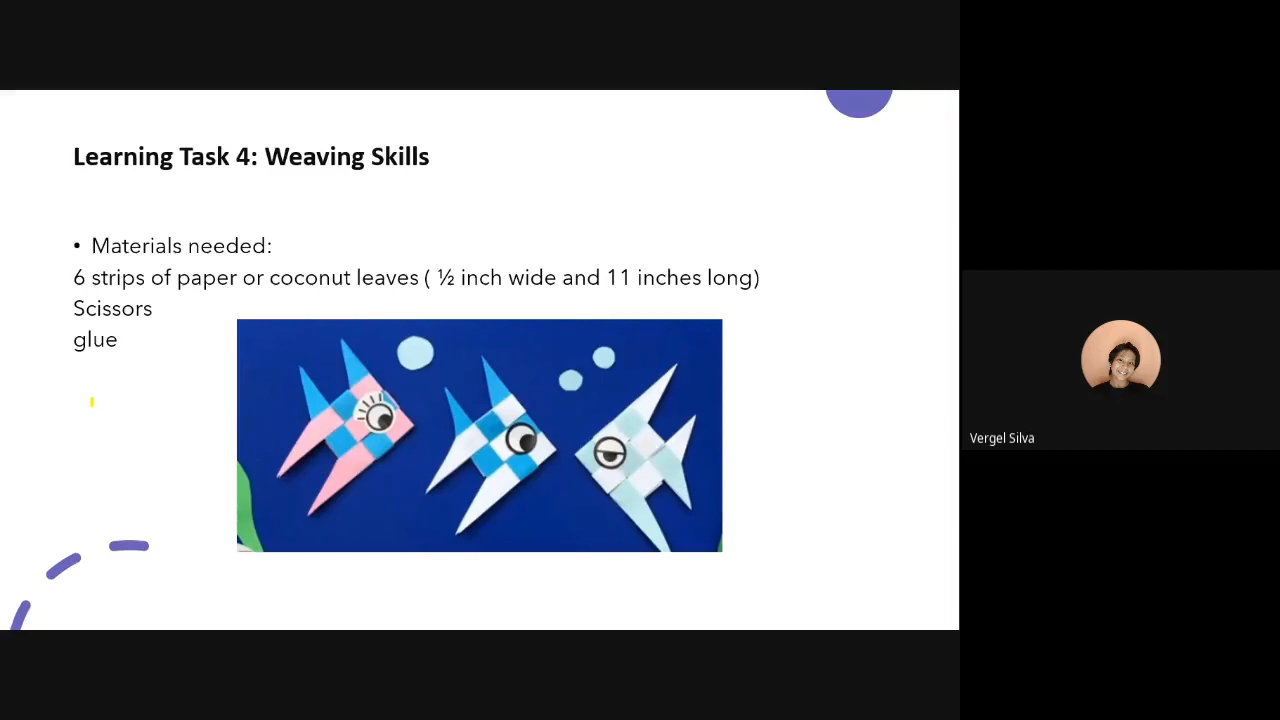 Learning Task 4: Weaving Skills
• Materials needed:
6 strips of paper or coconut leaves ( ½ inch wide and 11 inches long)
Scissors
glue
Vergel Silva